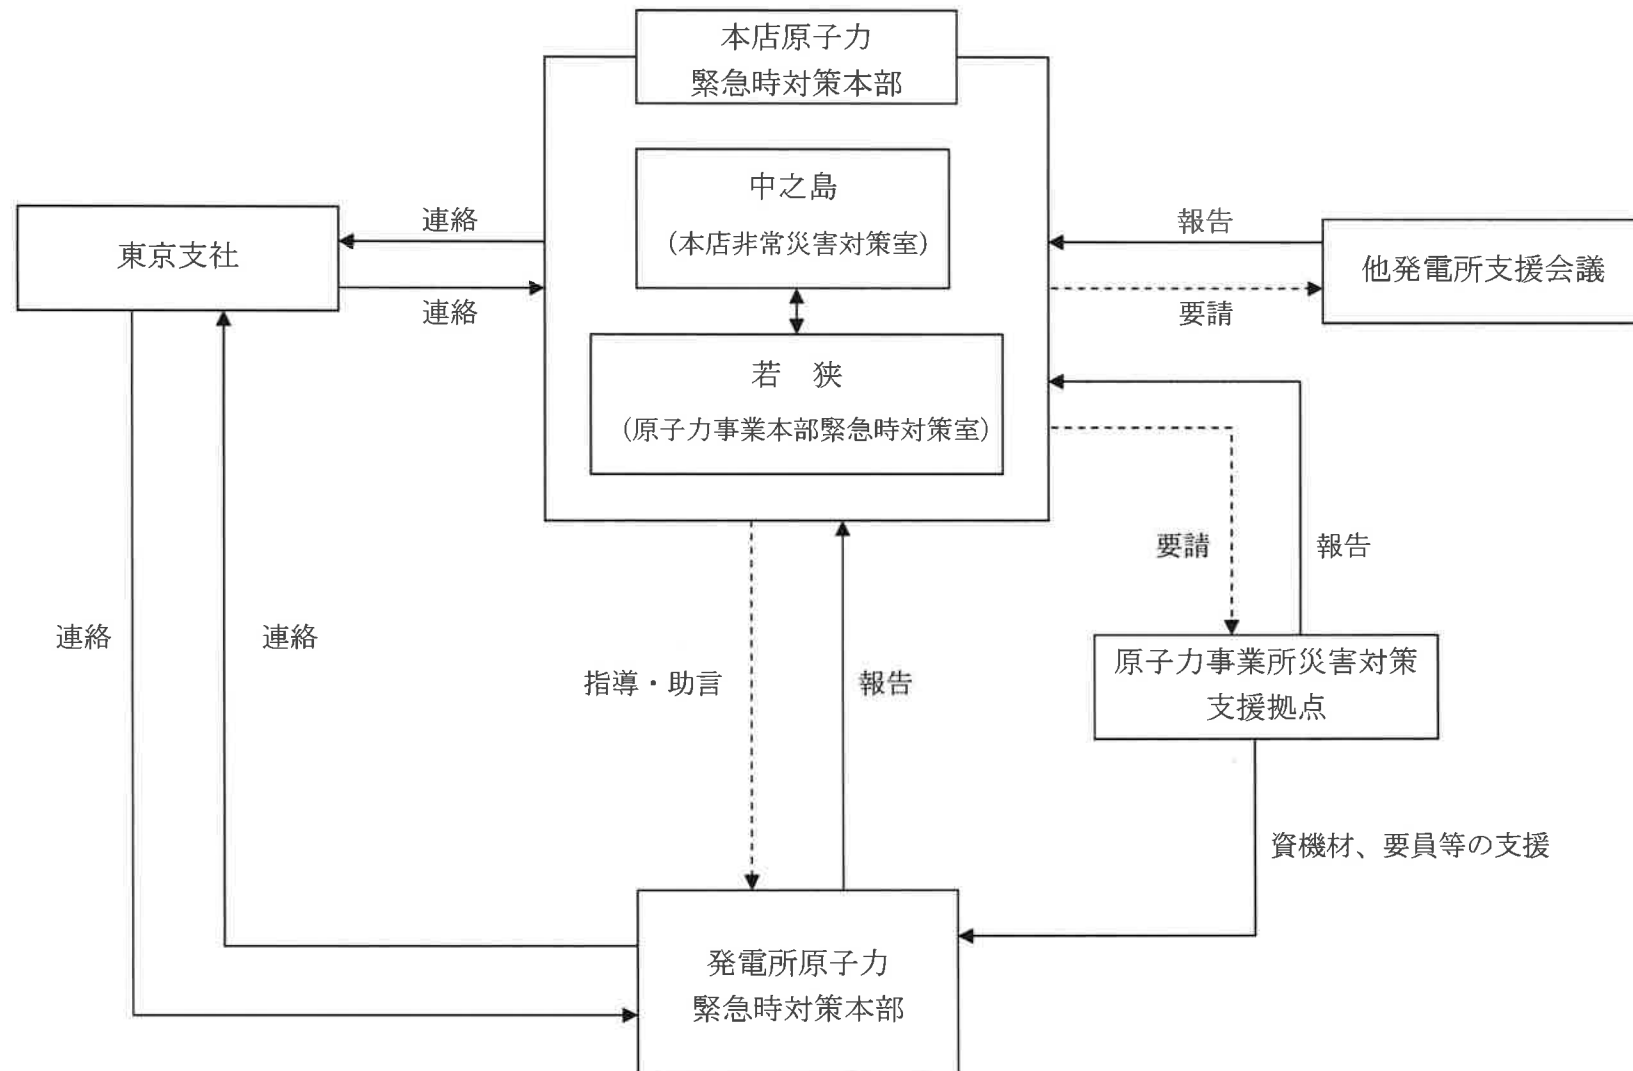 本店原子力
緊急時対策本部
中之島
(本店非常災害対策室)
若　狭
(原子力事業本部緊急時対策室)
東京支社
連絡
連絡
報告
要請
他発電所支援会議
要請
報告
連絡
連絡
指導・助言
報告
原子力事業所災害対策
支援拠点
資機材、要員等の支援
発電所原子力
緊急時対策本部